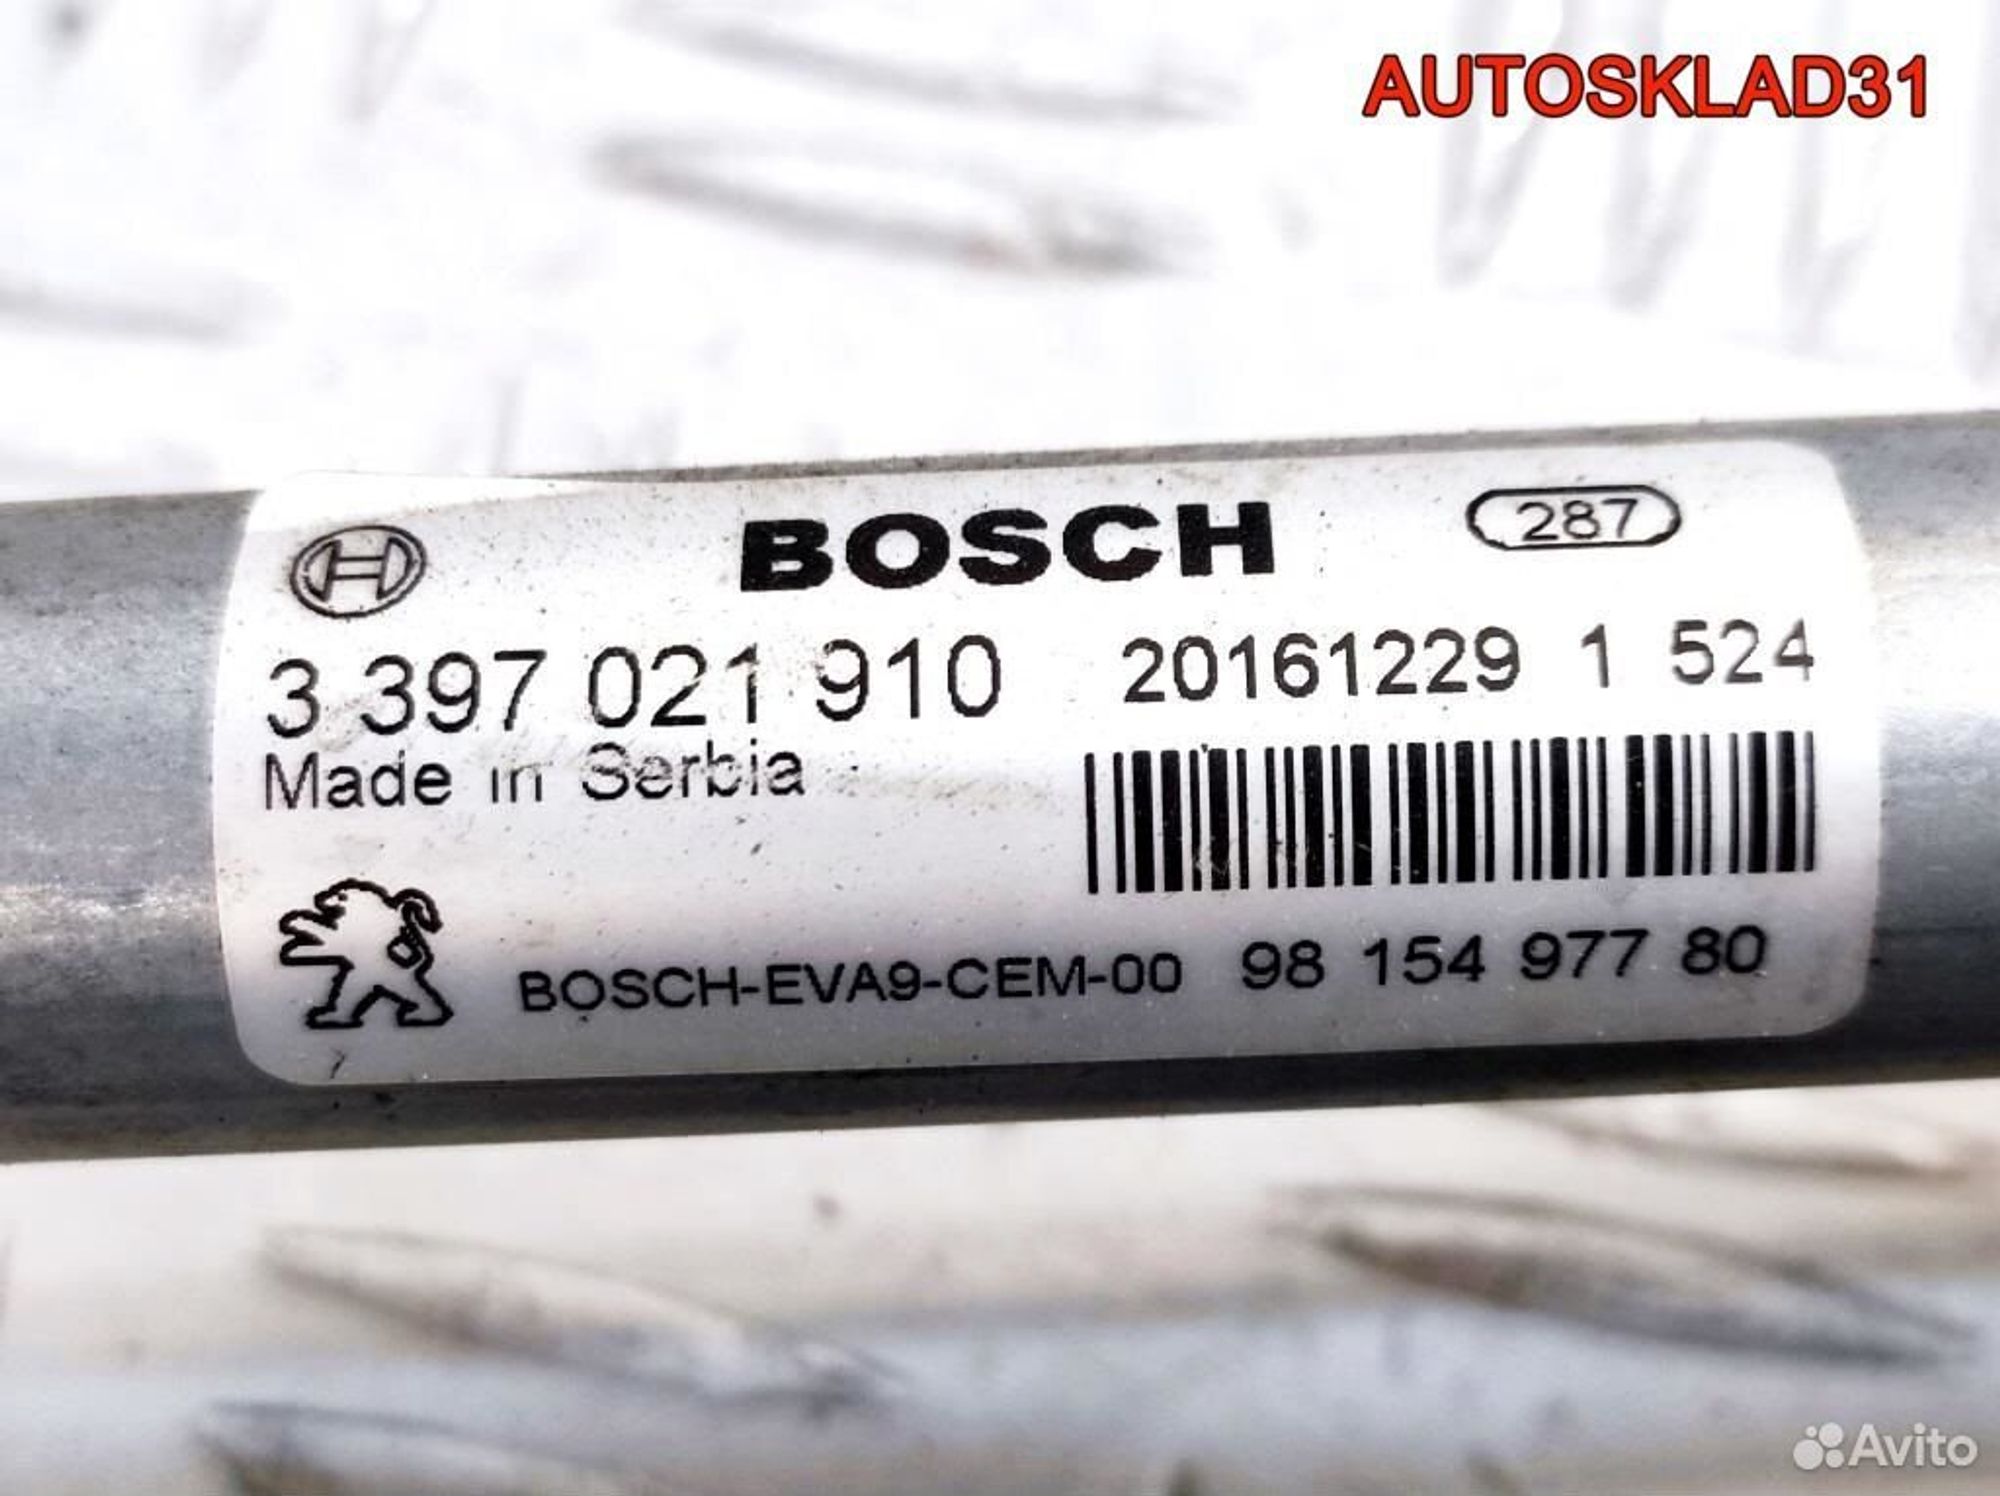 AUTOSKLAD31
BOSCH 287
3 397 021 910 20161229 1 524
Made in Serbia
BOSCH-EVA9-CEM-00 98 154 977 80
Avito